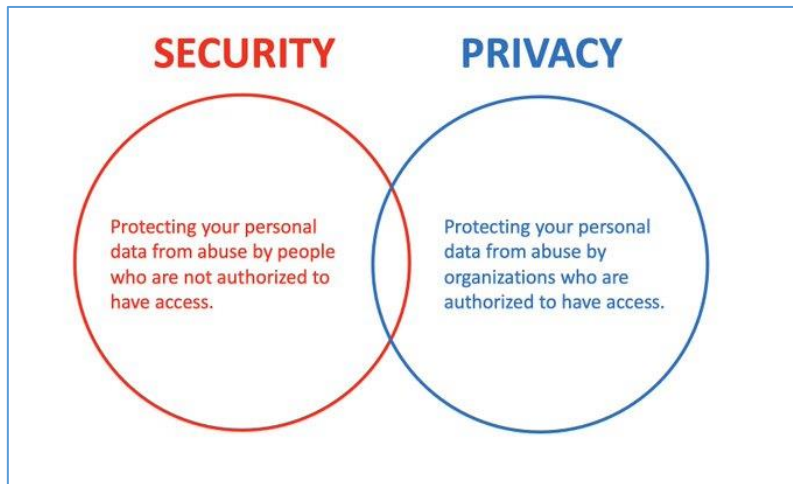 SECURITY
PRIVACY
Protecting your personal
data from abuse by people
who are not authorized to
have access.
Protecting your personal
data from abuse by
organizations who are
authorized to have access.